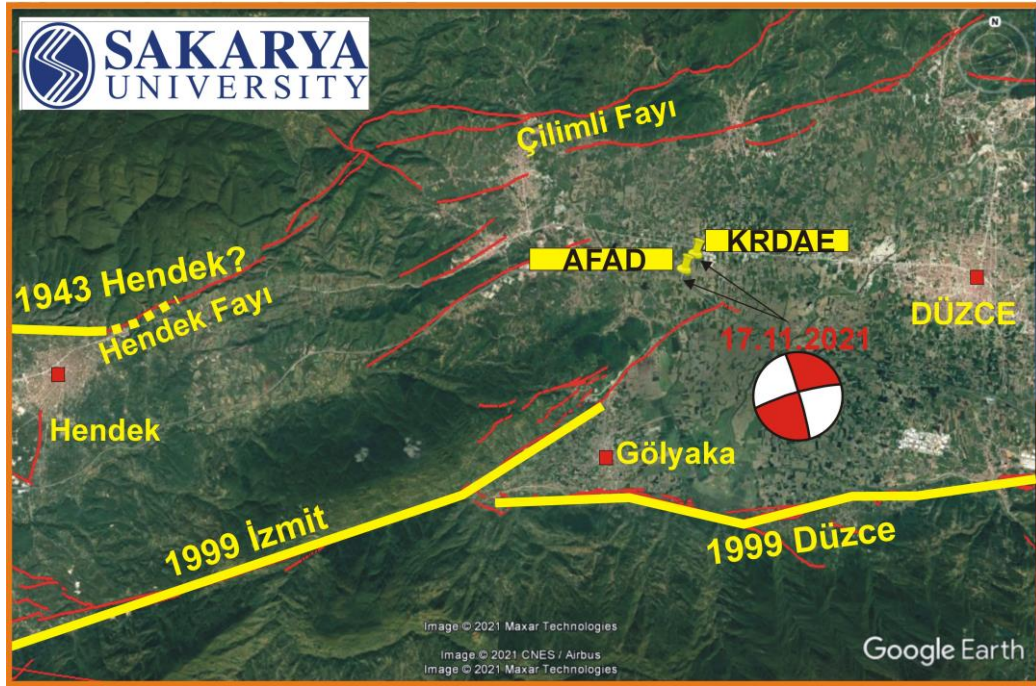 SAKARYA
UNIVERSITY
N
Çilimli Fayı
KRDAE
AFAD
1943 Hendek?
Hendek Fayı
DÜZCE
17.11.2021
Hendek
Gölyaka
1999 İzmit
1999 Düzce
Image © 2021 Maxar Technologies
Image © 2021 CNES / Airbus
Image © 2021 Maxar Technologies
Google Earth